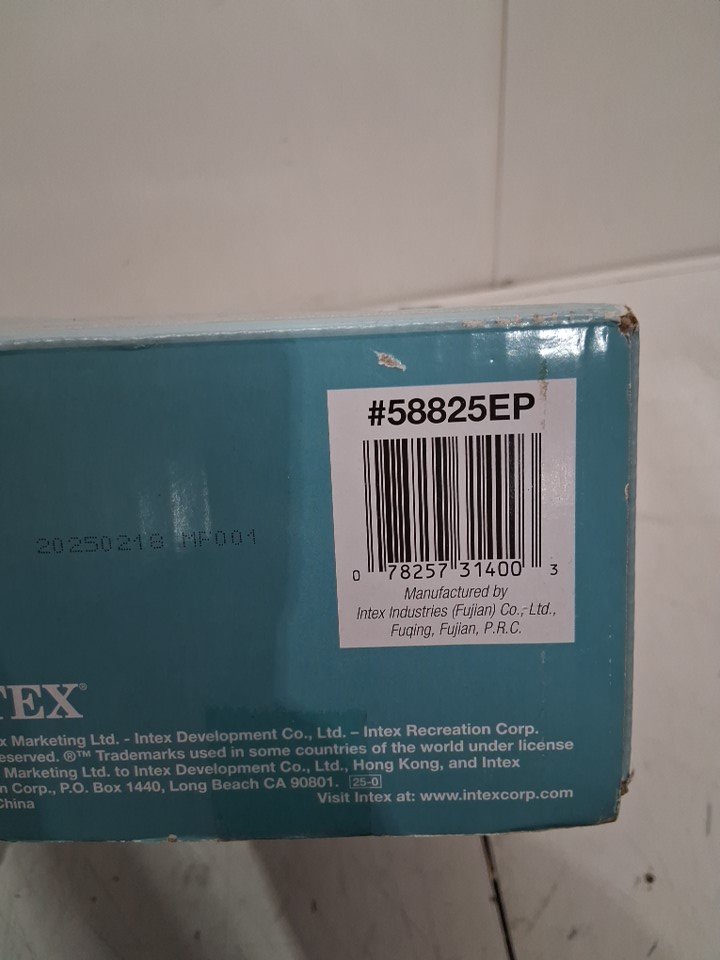 #58825EP
0 78257 31400 3
Manufactured by
Intex Industries (Fujian) Co., Ltd.,
Fuqing, Fujian, P.R.C.
20250218 MF001
TEX®
x Marketing Ltd. - Intex Development Co., Ltd. – Intex Recreation Corp.
eserved. ®™ Trademarks used in some countries of the world under license
Marketing Ltd. to Intex Development Co., Ltd., Hong Kong, and Intex
n Corp., P.O. Box 1440, Long Beach CA 90801. 25-0
China
Visit Intex at: www.intexcorp.com